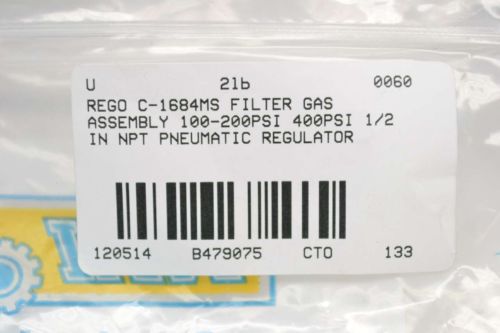 U 2lb 0060
REGO C-1684MS FILTER GAS
ASSEMBLY 100-200PSI 400PSI 1/2
IN NPT PNEUMATIC REGULATOR
120514 B479075 CTO 133